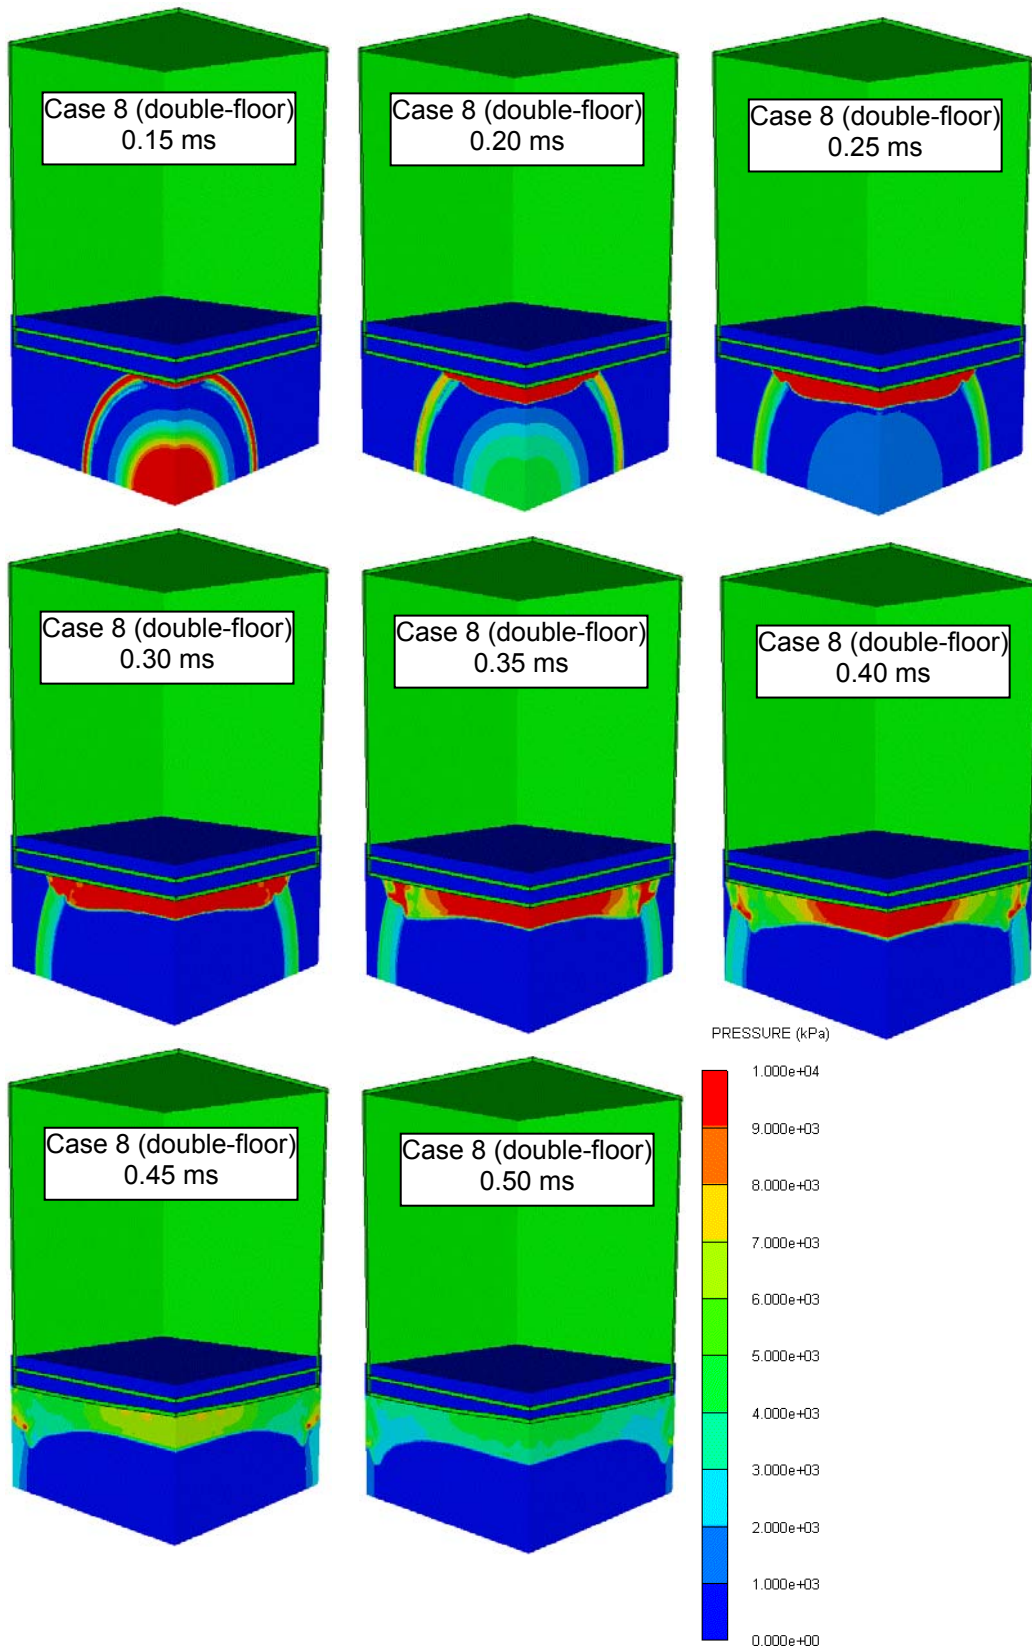 Case 8 (double-floor)
0.15 ms
Case 8 (double-floor)
0.20 ms
Case 8 (double-floor)
0.25 ms
Case 8 (double-floor)
0.30 ms
Case 8 (double-floor)
0.35 ms
Case 8 (double-floor)
0.40 ms
Case 8 (double-floor)
0.45 ms
Case 8 (double-floor)
0.50 ms
PRESSURE (kPa)
1.000e+04
9.000e+03
8.000e+03
7.000e+03
6.000e+03
5.000e+03
4.000e+03
3.000e+03
2.000e+03
1.000e+03
0.000e+00